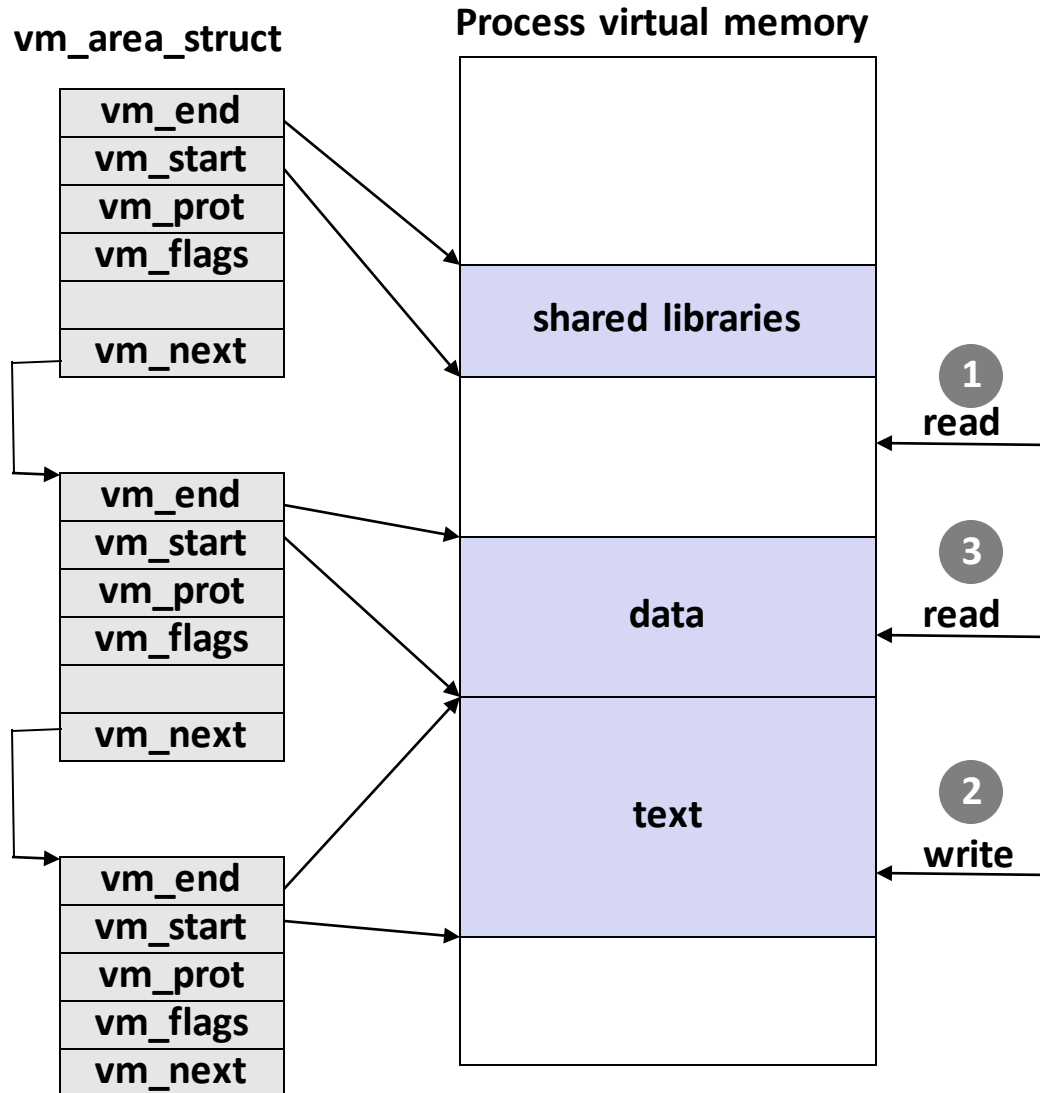 vm_area_struct
vm_end
vm_start
vm_prot
vm_flags
vm_next
vm_end
vm_start
vm_prot
vm_flags
vm_next
vm_end
vm_start
vm_prot
vm_flags
vm_next
Process virtual memory
shared libraries
data
text
1
read
3
read
2
write